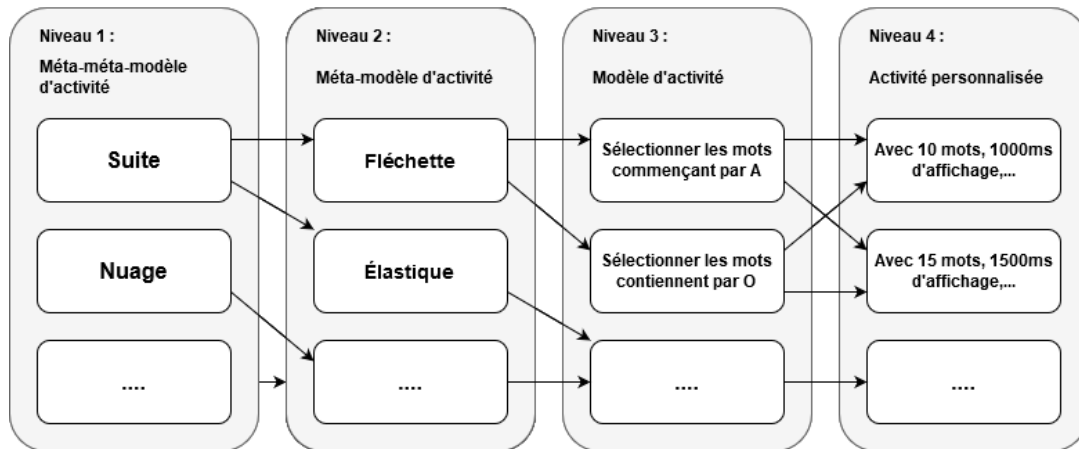 Niveau 1 :
Méta-méta-modèle
d'activité
Suite
Nuage
....
Niveau 2 :
Méta-modèle d'activité
Fléchette
Élastique
....
Niveau 3 :
Modèle d'activité
Sélectionner les mots
commençant par A
Sélectionner les mots
contiennent par O
....
Niveau 4 :
Activité personnalisée
Avec 10 mots, 1000ms
d'affichage,...
Avec 15 mots, 1500ms
d'affichage,...
....